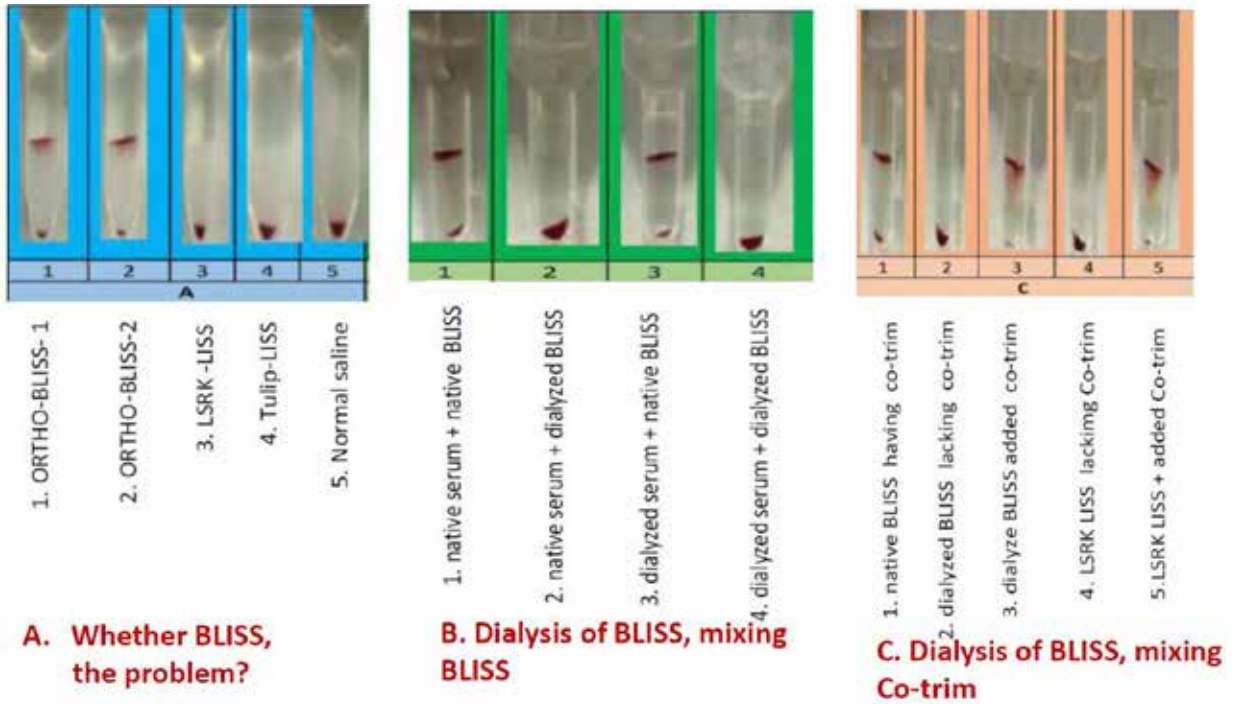 1 2 3 4 5
A
1. ORTHO-BLISS- 1
2. ORTHO-BLISS-2
3. LSRK -LISS
4. Tulip-LISS
5. Normal saline
A. Whether BLISS,
the problem?
1 2 3 4
1. native serum + native BLISS
2. native serum + dialyzed BLISS
3. dialyzed serum + native BLISS
4. dialyzed serum + dialyzed BLISS
B. Dialysis of BLISS, mixing
BLISS
1 2 3 4 5
C
1. native BLISS having co-trim
2. dialyzed BLISS lacking co-trim
3. dialyze BLISS added co-trim
4. LSRK LISS lackimg Co-trim
5.LSRK LISS + added Co-trim
C. Dialysis of BLISS, mixing
Co-trim